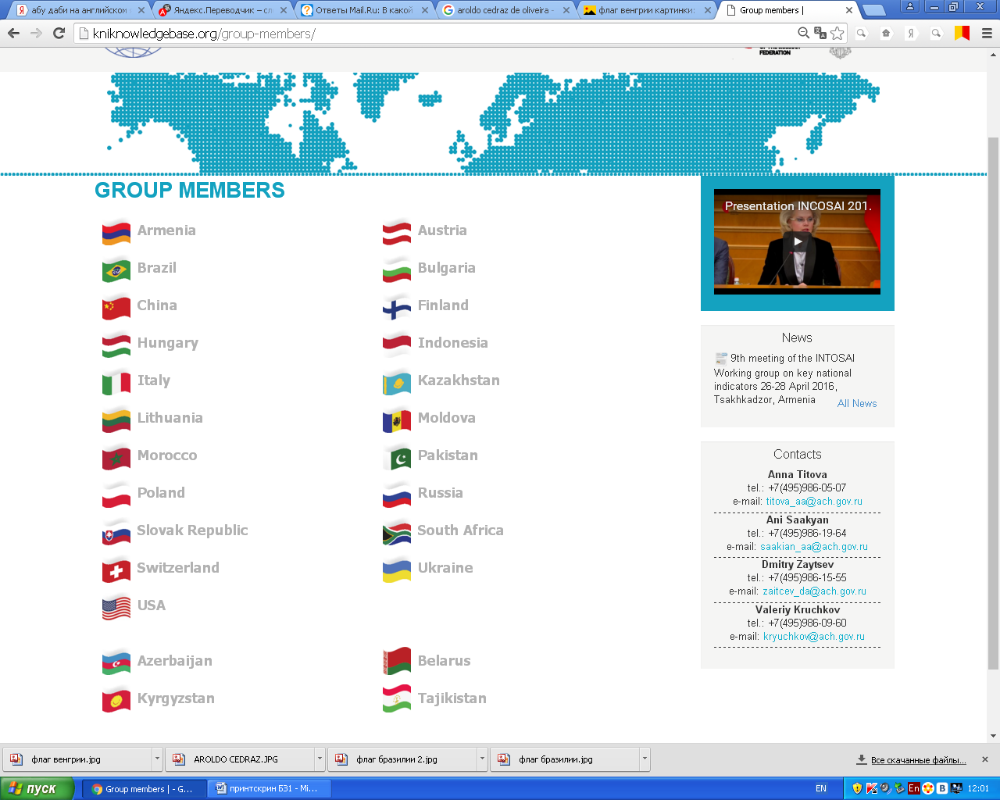 абу даби на английском
Яндекс.Переводчик – сл
Ответы Mail.Ru: В какой
aroldo cedraz de oliveira -
флаг венгрии картинки:
Group members |
kniknowledgebase.org/group-members/
FEDERATION
GROUP MEMBERS
Armenia
Austria
Brazil
Bulgaria
China
Finland
Hungary
Indonesia
Italy
Kazakhstan
Lithuania
Moldova
Morocco
Pakistan
Poland
Russia
Slovak Republic
South Africa
Switzerland
Ukraine
USA
Azerbaijan
Belarus
Kyrgyzstan
Tajikistan
Presentation INCOSAI 201.
News
9th meeting of the INTOSAI
Working group on key national
indicators 26-28 April 2016,
Tsakhkadzor, Armenia
All News
Contacts
Anna Titova
tel.: +7(495)986-05-07
e-mail: titova_aa@ach.gov.ru
Ani Saakyan
tel.: +7(495)986-19-64
e-mail: saakian_aa@ach.gov.ru
Dmitry Zaytsev
tel.: +7(495)986-15-55
e-mail: zaitcev_da@ach.gov.ru
Valeriy Kruchkov
tel.: +7(495)986-09-60
e-mail: kryuchkov@ach.gov.ru
флаг венгрии.jpg
AROLDO CEDRAZ.JPG
флаг бразилии 2.jpg
флаг бразилии.jpg
Все скачанные файлы...
пуск
Group members | - G...
принтскрин Б31 - Mi...
EN
En
12:01